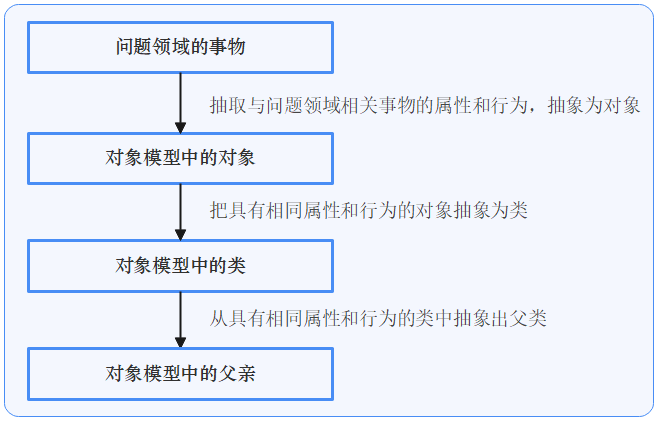 问题领域的事物
抽取与问题领域相关事物的属性和行为，抽象为对象
对象模型中的对象
把具有相同属性和行为的对象抽象为类
对象模型中的类
从具有相同属性和行为的类中抽象出父类
对象模型中的父亲